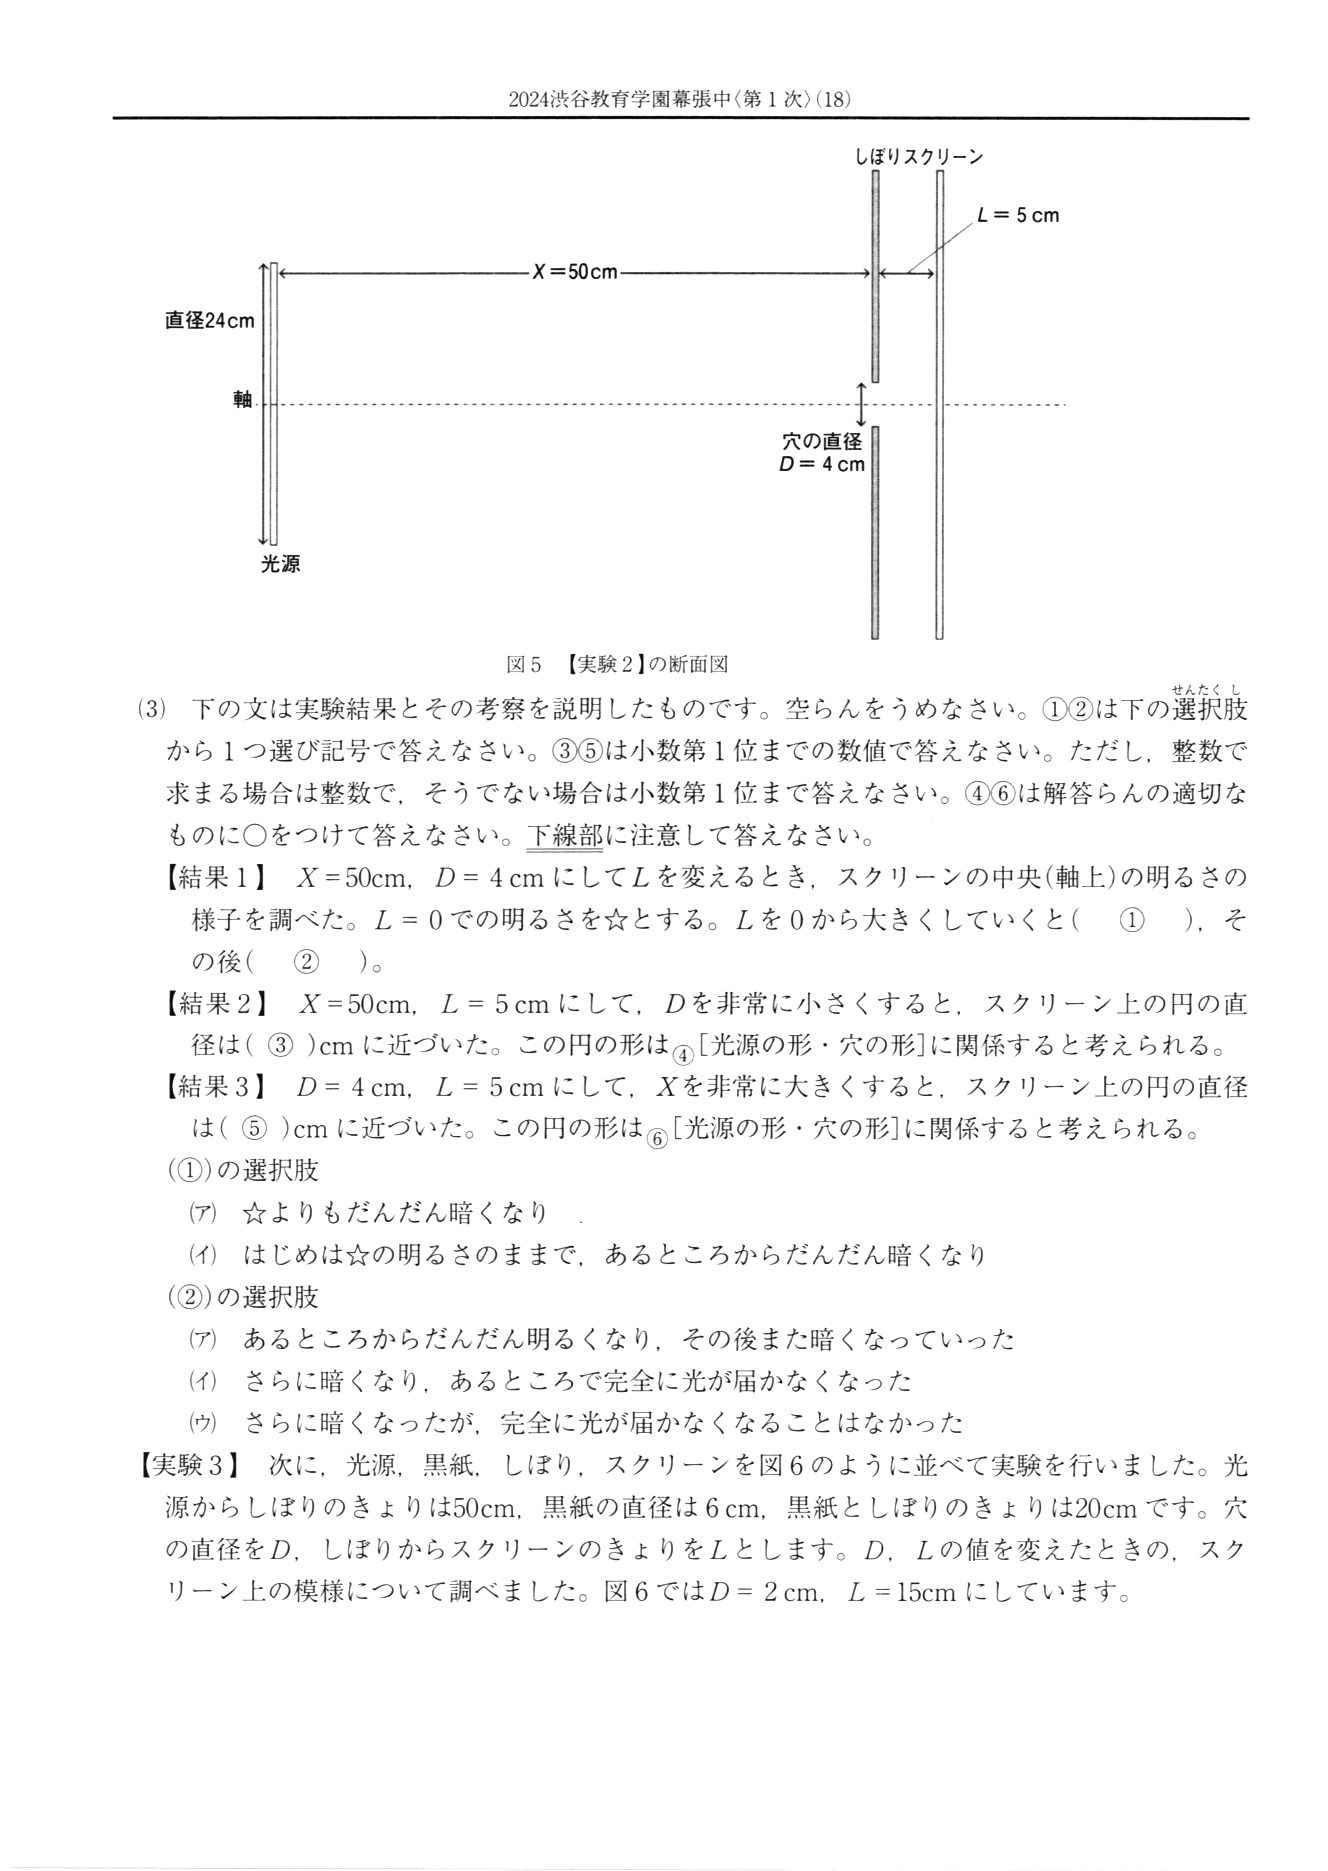 2024渋谷教育学園幕張中〈第1次〉(18)
しぼりスクリーン
L = 5 cm
X = 50cm
直径24cm
軸
穴の直径
D = 4 cm
光源
図5 【実験2】の断面図
(3) 下の文は実験結果とその考察を説明したものです。空らんをうめなさい。①②は下の選択肢
せんたくし
から1つ選び記号で答えなさい。③⑤は小数第1位までの数値で答えなさい。ただし，整数で
求まる場合は整数で，そうでない場合は小数第1位まで答えなさい。④⑥は解答らんの適切な
ものに○をつけて答えなさい。下線部に注意して答えなさい。
【結果1】 X=50cm，D=4cmにしてLを変えるとき，スクリーンの中央(軸上)の明るさの
様子を調べた。L=0での明るさを☆とする。Lを0から大きくしていくと( ① )，そ
の後( ② )。
【結果2】 X=50cm，L=5cmにして，Dを非常に小さくすると，スクリーン上の円の直
径は( ③ )cmに近づいた。この円の形は④[光源の形・穴の形]に関係すると考えられる。
【結果3】 D=4cm，L=5cmにして，Xを非常に大きくすると，スクリーン上の円の直径
は( ⑤ )cmに近づいた。この円の形は⑥[光源の形・穴の形]に関係すると考えられる。
(①)の選択肢
(ア) ☆よりもだんだん暗くなり
(イ) はじめは☆の明るさのままで，あるところからだんだん暗くなり
(②)の選択肢
(ア) あるところからだんだん明るくなり，その後また暗くなっていった
(イ) さらに暗くなり，あるところで完全に光が届かなくなった
(ウ) さらに暗くなったが，完全に光が届かなくなることはなかった
【実験3】 次に，光源，黒紙，しぼり，スクリーンを図6のように並べて実験を行いました。光
源からしぼりのきょりは50cm，黒紙の直径は6cm，黒紙としぼりのきょりは20cmです。穴
の直径をD，しぼりからスクリーンのきょりをLとします。D，Lの値を変えたときの，スク
リーン上の模様について調べました。図6ではD=2cm，L=15cmにしています。